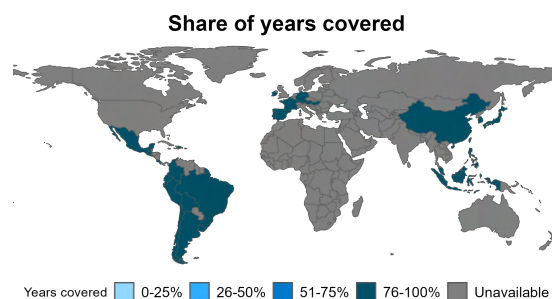 Share of years covered
Years covered 0-25% 26-50% 51-75% 76-100% Unavailable